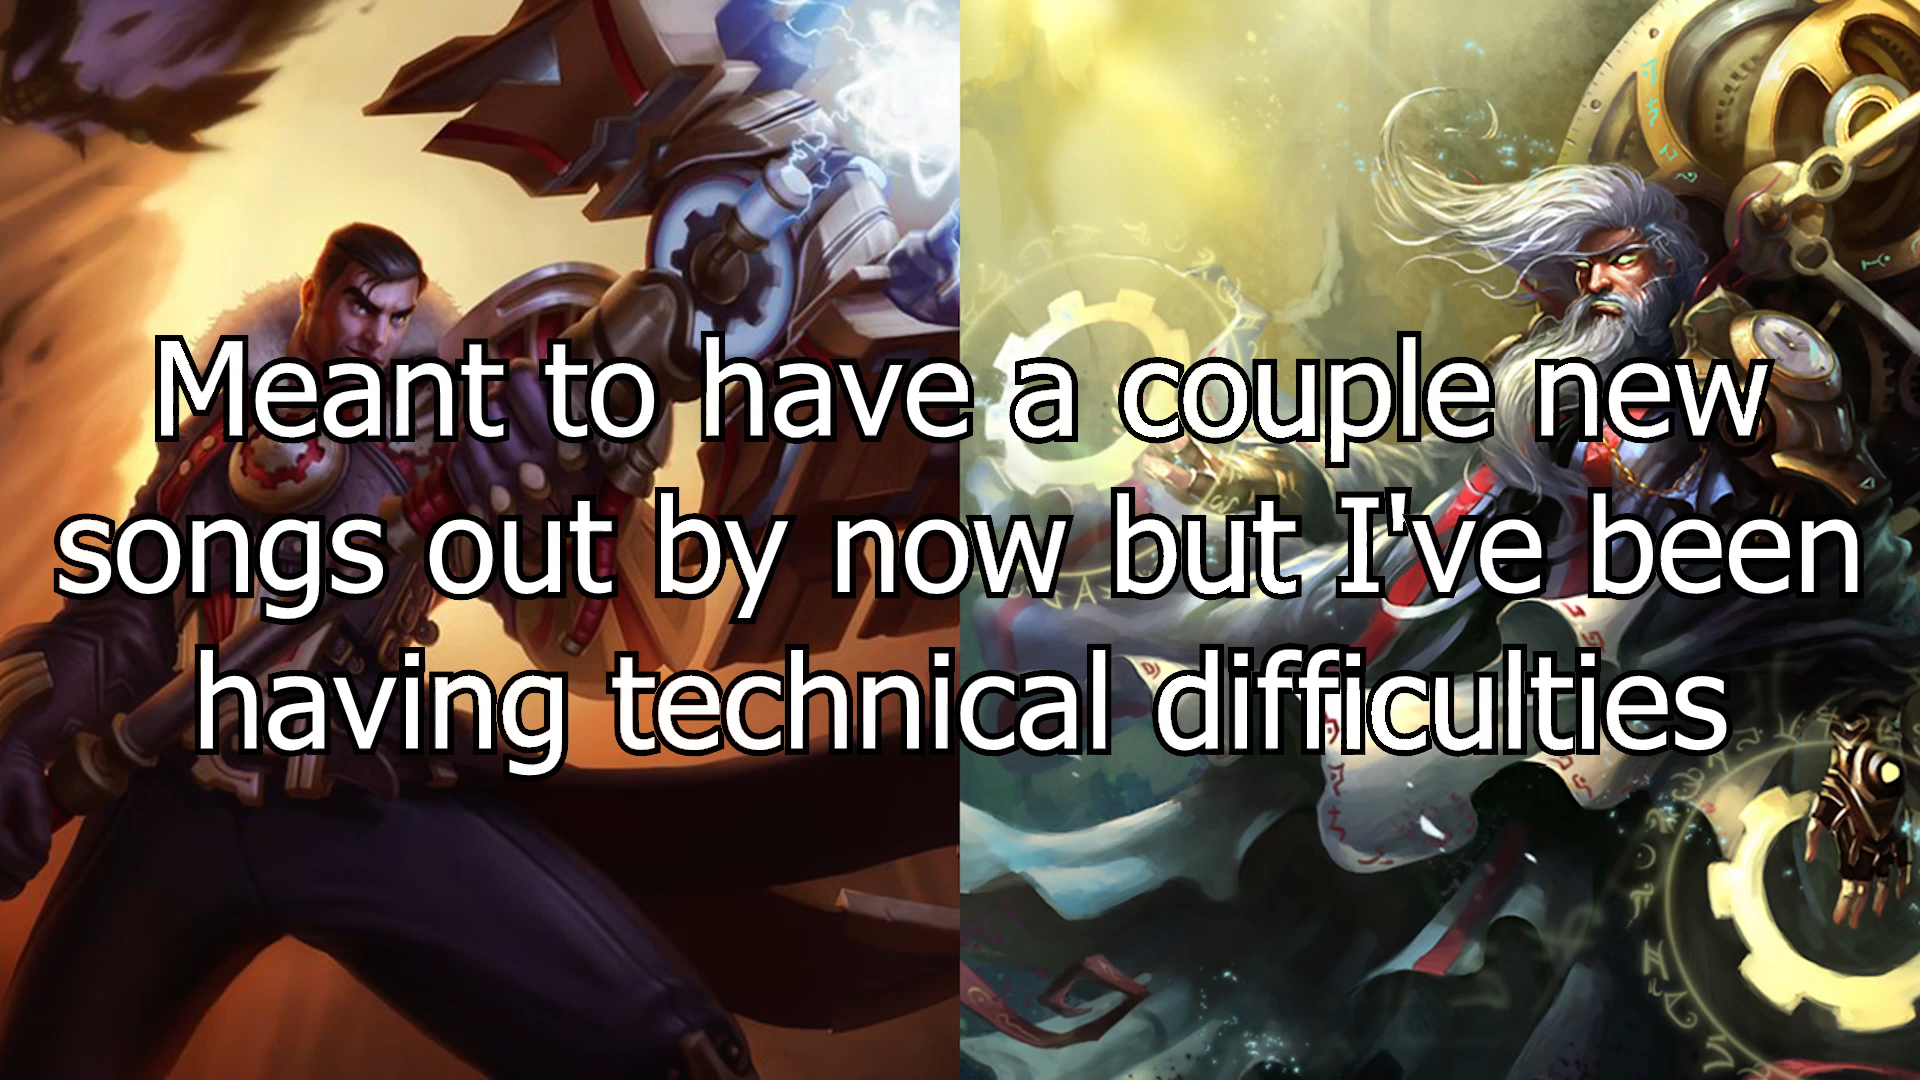 Meant to have a couple new
songs out by now but I've been
having technical difficulties